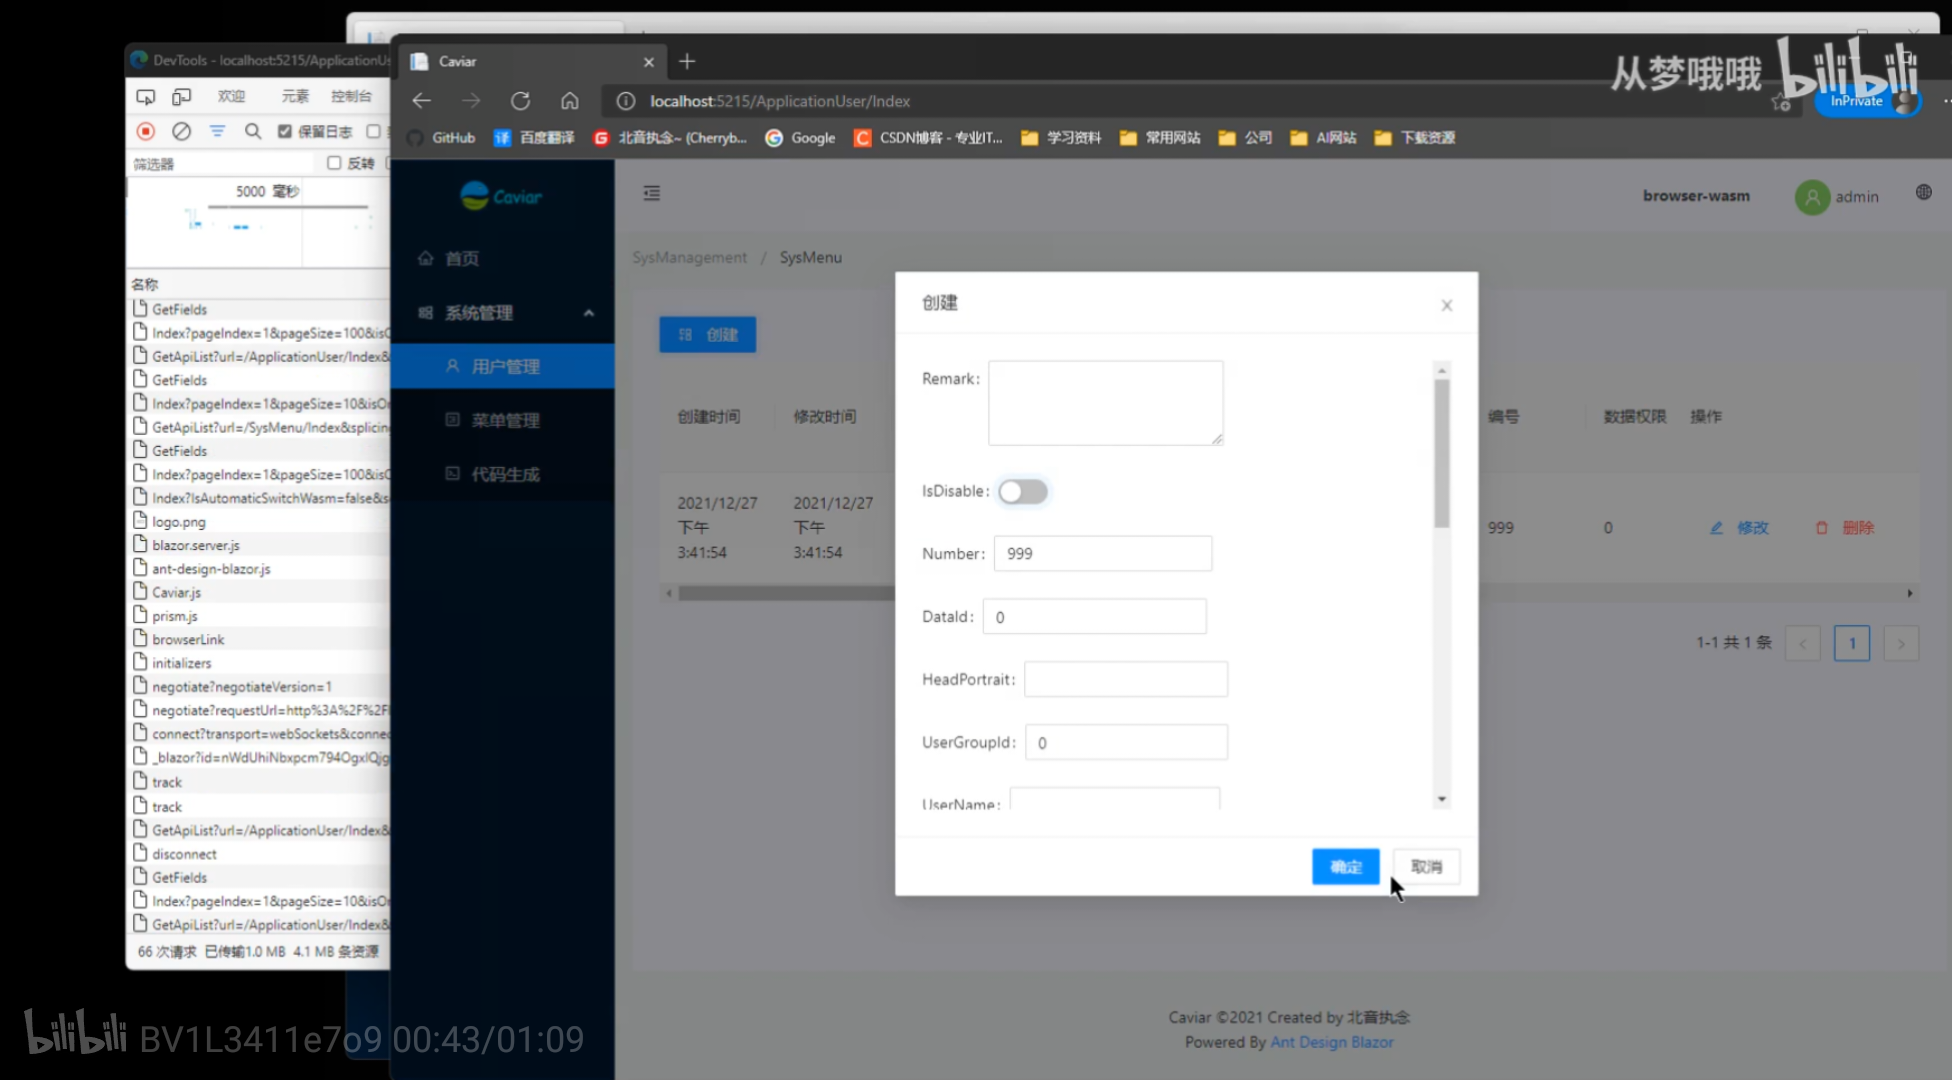 DevTools - localhost:5215/ApplicationUs
欢迎 元素 控制台
保留日志
筛选器 反转
5000 毫秒
名称
GetFields
Index?pageIndex=1&pageSize=100&isO
GetApiList?url=/ApplicationUser/Index&
GetFields
Index?pageIndex=1&pageSize=10&isOr
GetApiList?url=/SysMenu/Index&splicing
GetFields
Index?pageIndex=1&pageSize=100&isO
Index?IsAutomaticSwitchWasm=false&s
logo.png
blazor.server.js
ant-design-blazor.js
Caviar.js
prism.js
browserLink
initializers
negotiate?negotiateVersion=1
negotiate?requestUrl=http%3A%2F%2Fl
connect?transport=webSockets&connec
track
track
GetApiList?url=/ApplicationUser/Index&
disconnect
GetFields
Index?pageIndex=1&pageSize=10&isOr
GetApiList?url=/ApplicationUser/Index&
66 次请求 已传输1.0 MB 4.1 MB 条资源
Caviar
localhost:5215/ApplicationUser/Index
InPrivate
从梦哦哦 bilibili
GitHub 译 百度翻译 G 北音执念~ (Cherryb... Google C CSDN博客 - 专业IT... 学习资料 常用网站 公司 AI网站 下载资源
Caviar
首页
系统管理
用户管理
菜单管理
代码生成
browser-wasm admin
SysManagement / SysMenu
创建
创建时间 修改时间 编号 数据权限 操作
2021/12/27 下午 3:41:54
2021/12/27 下午 3:41:54
999 0 修改 删除
1-1 共 1 条 < 1 >
创建
Remark:
IsDisable:
Number: 999
DataId: 0
HeadPortrait:
UserGroupId: 0
UserName:
确定 取消
Caviar ©2021 Created by 北音执念
Powered By Ant Design Blazor
bilibili BV1L3411e7o9 00:43/01:09